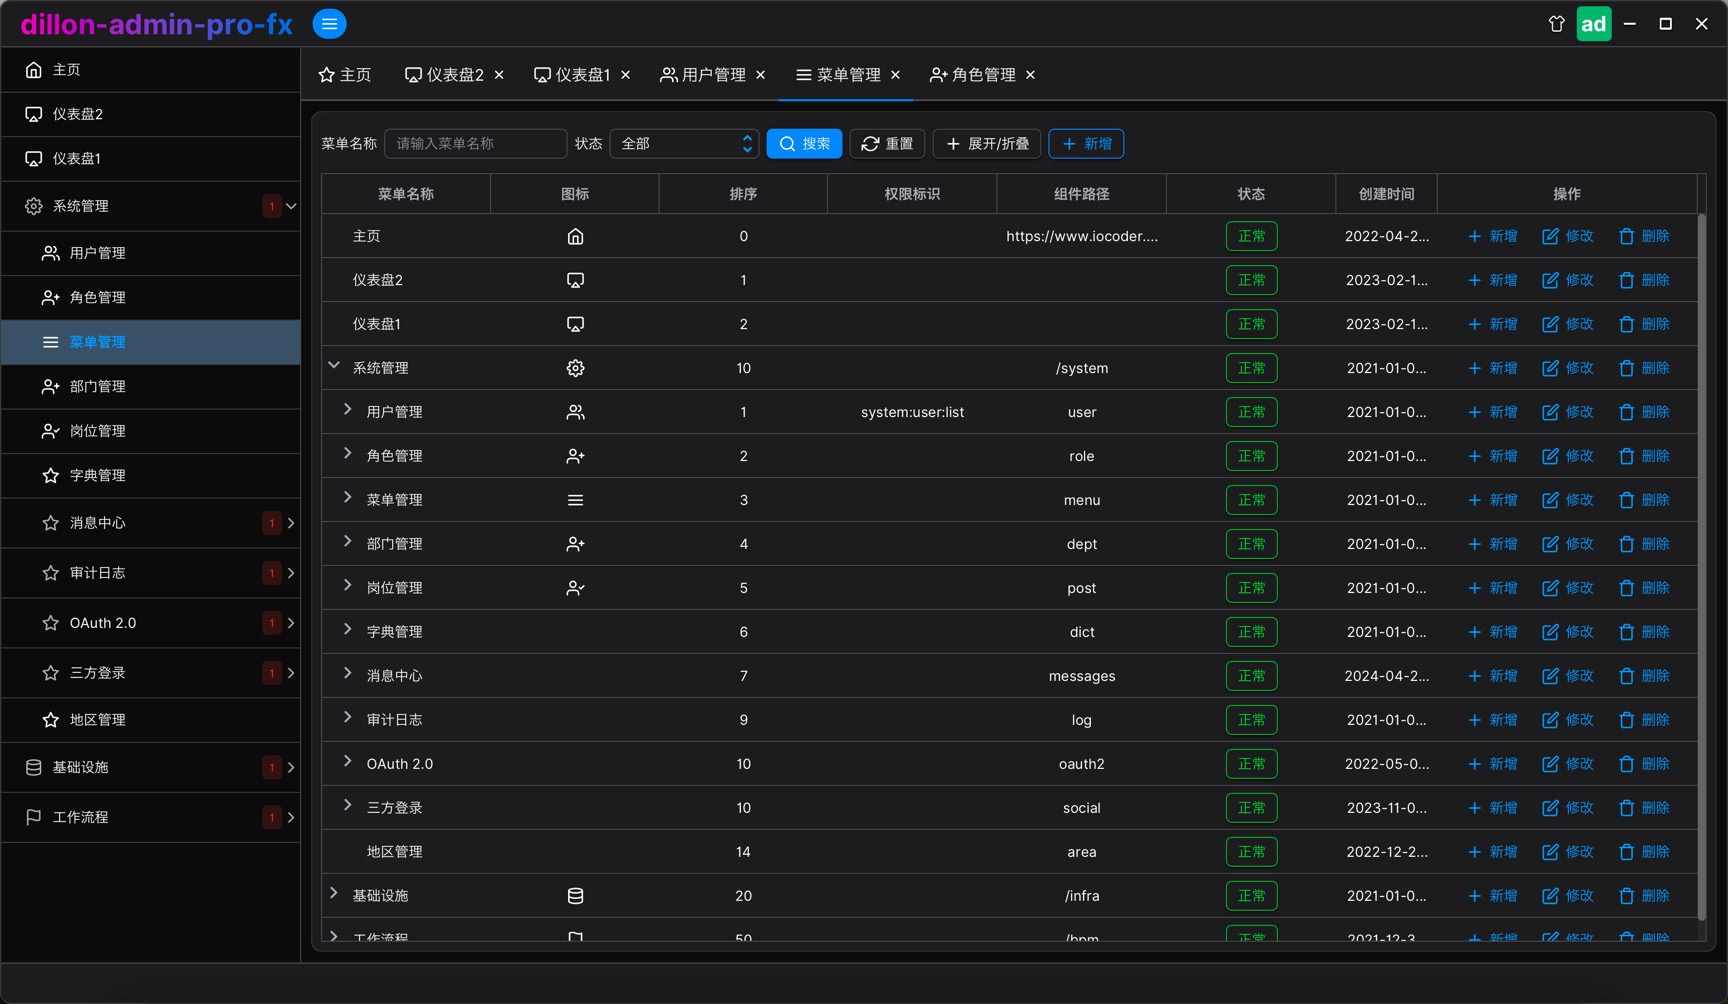 dillon-admin-pro-fx
ad
主页
仪表盘2
仪表盘1
系统管理 1
用户管理
角色管理
菜单管理
部门管理
岗位管理
字典管理
消息中心 1
审计日志 1
OAuth 2.0 1
三方登录 1
地区管理
基础设施 1
工作流程 1
主页 仪表盘2 仪表盘1 用户管理 菜单管理 角色管理
菜单名称 请输入菜单名称 状态 全部 搜索 重置 展开/折叠 新增
菜单名称 图标 排序 权限标识 组件路径 状态 创建时间 操作
主页 0 https://www.iocoder.... 正常 2022-04-2... 新增 修改 删除
仪表盘2 1 正常 2023-02-1... 新增 修改 删除
仪表盘1 2 正常 2023-02-1... 新增 修改 删除
系统管理 10 /system 正常 2021-01-0... 新增 修改 删除
用户管理 1 system:user:list user 正常 2021-01-0... 新增 修改 删除
角色管理 2 role 正常 2021-01-0... 新增 修改 删除
菜单管理 3 menu 正常 2021-01-0... 新增 修改 删除
部门管理 4 dept 正常 2021-01-0... 新增 修改 删除
岗位管理 5 post 正常 2021-01-0... 新增 修改 删除
字典管理 6 dict 正常 2021-01-0... 新增 修改 删除
消息中心 7 messages 正常 2024-04-2... 新增 修改 删除
审计日志 9 log 正常 2021-01-0... 新增 修改 删除
OAuth 2.0 10 oauth2 正常 2022-05-0... 新增 修改 删除
三方登录 10 social 正常 2023-11-0... 新增 修改 删除
地区管理 14 area 正常 2022-12-2... 新增 修改 删除
基础设施 20 /infra 正常 2021-01-0... 新增 修改 删除
工作流程 50 /bpm 正常 2021-12-3 新增 修改 删除